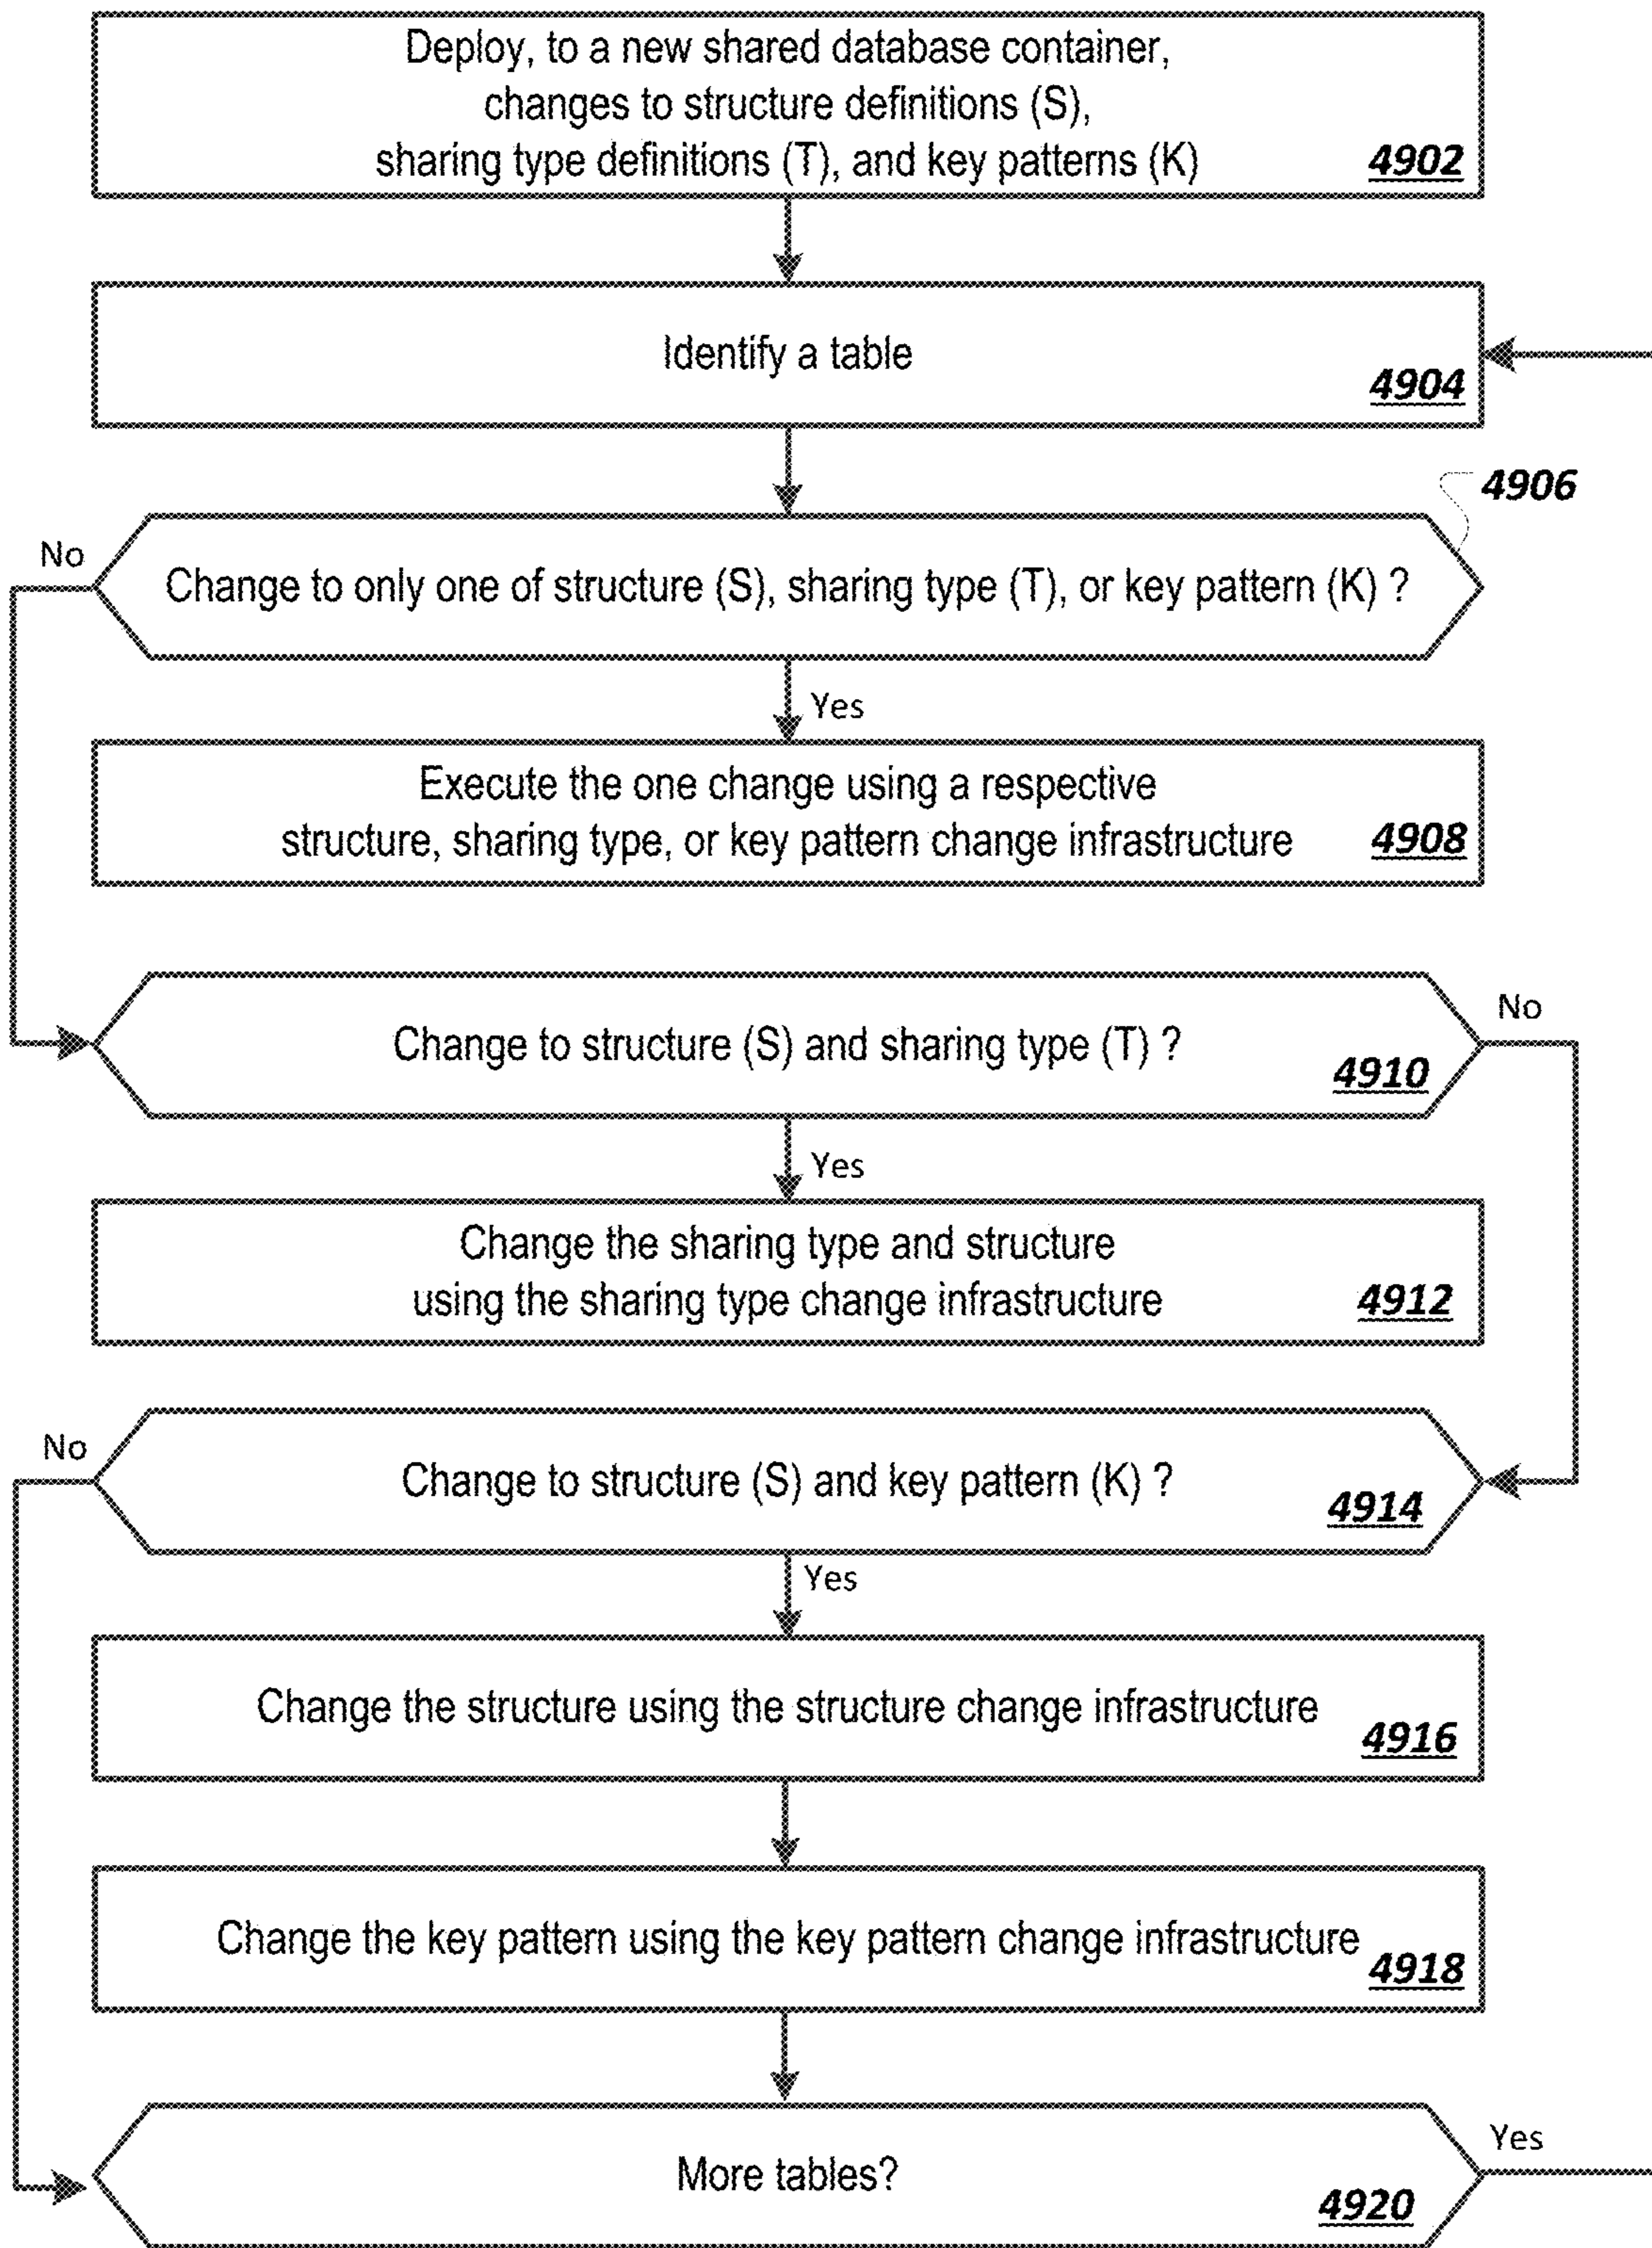 Deploy, to a new shared database container,
changes to structure definitions (S),
sharing type definitions (T), and key patterns (K)
4902
Identify a table
4904
4906
No
Change to only one of structure (S), sharing type (T), or key pattern (K) ?
Yes
Execute the one change using a respective
structure, sharing type, or key pattern change infrastructure
4908
No
Change to structure (S) and sharing type (T) ?
4910
Yes
Change the sharing type and structure
using the sharing type change infrastructure
4912
No
Change to structure (S) and key pattern (K) ?
4914
Yes
Change the structure using the structure change infrastructure
4916
Change the key pattern using the key pattern change infrastructure
4918
Yes
More tables?
4920